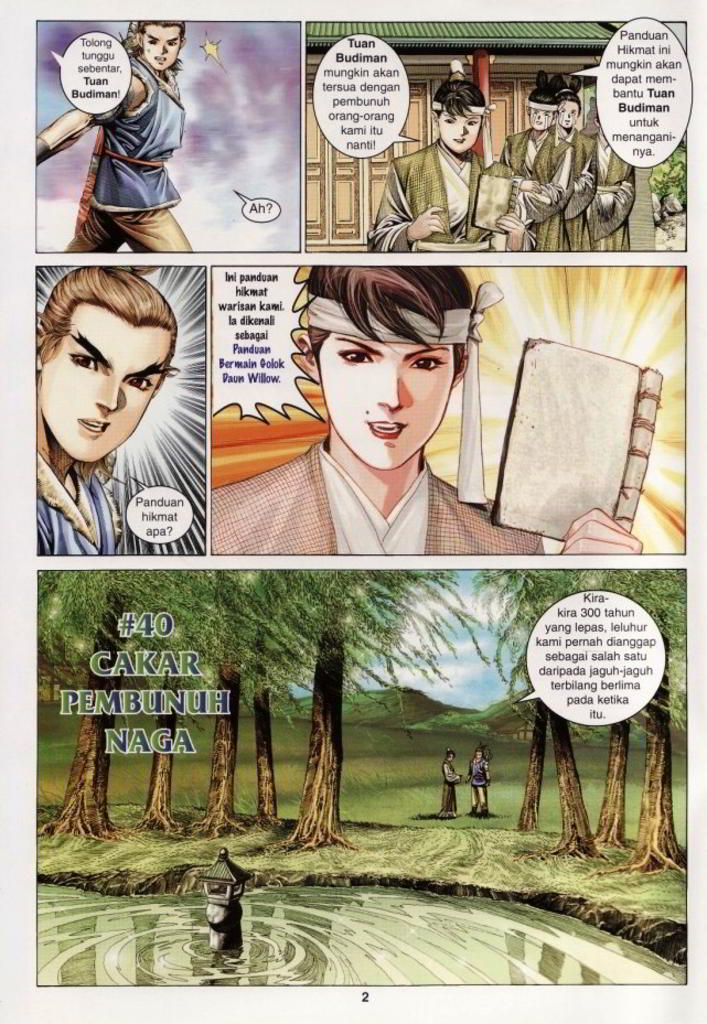 Tolong
tunggu
sebentar,
Tuan
Budiman!
Ah?
Tuan
Budiman
mungkin akan
tersua dengan
pembunuh
orang-orang
kami itu
nanti!
Panduan
Hikmat ini
mungkin akan
dapat mem-
bantu Tuan
Budiman
untuk
menangani-
nya.
Panduan
hikmat
apa?
Ini panduan
hikmat
warisan kami.
Ia dikenali
sebagai
Panduan
Bermain Golok
Daun Willow.
#40
CAKAR
PEMBUNUH
NAGA
Kira-
kira 300 tahun
yang lepas, leluhur
kami pernah dianggap
sebagai salah satu
daripada jaguh-jaguh
terbilang berlima
pada ketika
itu.
2